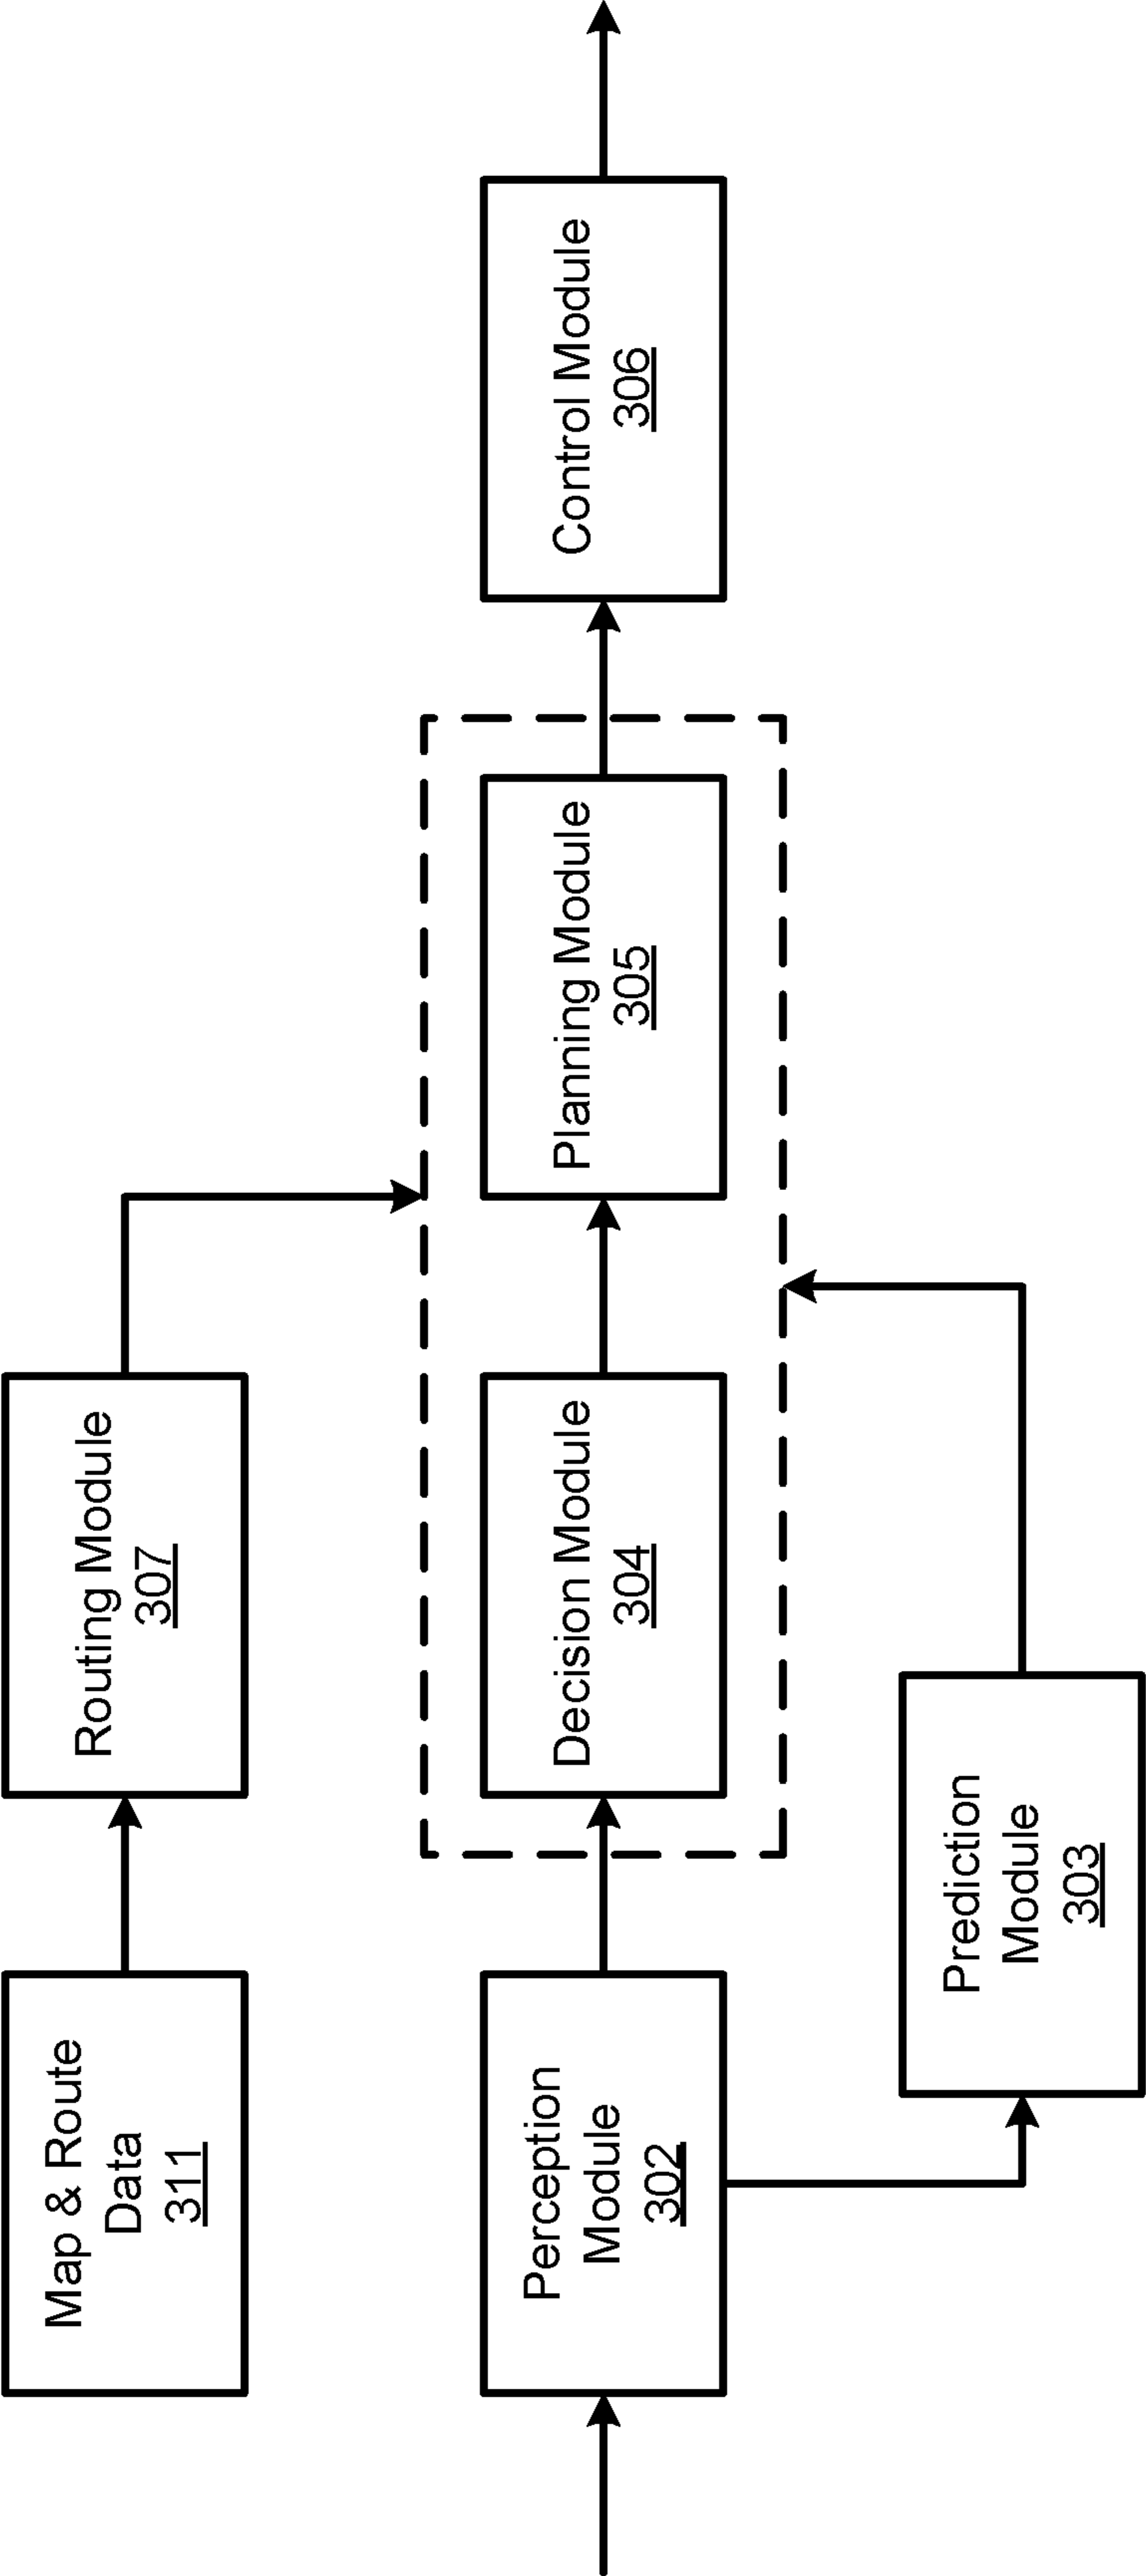 Map & Route
Data
311
Routing Module
307
Perception
Module
302
Decision Module
304
Planning Module
305
Control Module
306
Prediction
Module
303